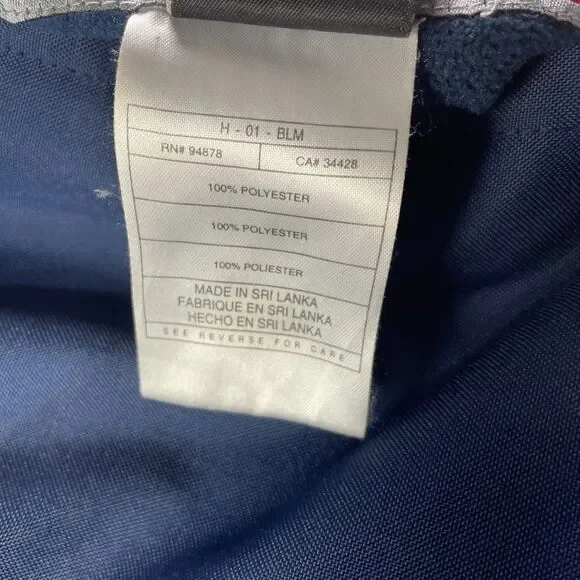 H - 01 - BLM
RN# 94878 CA# 34428
100% POLYESTER
100% POLYESTER
100% POLIESTER
MADE IN SRI LANKA
FABRIQUE EN SRI LANKA
HECHO EN SRI LANKA
SEE REVERSE FOR CARE